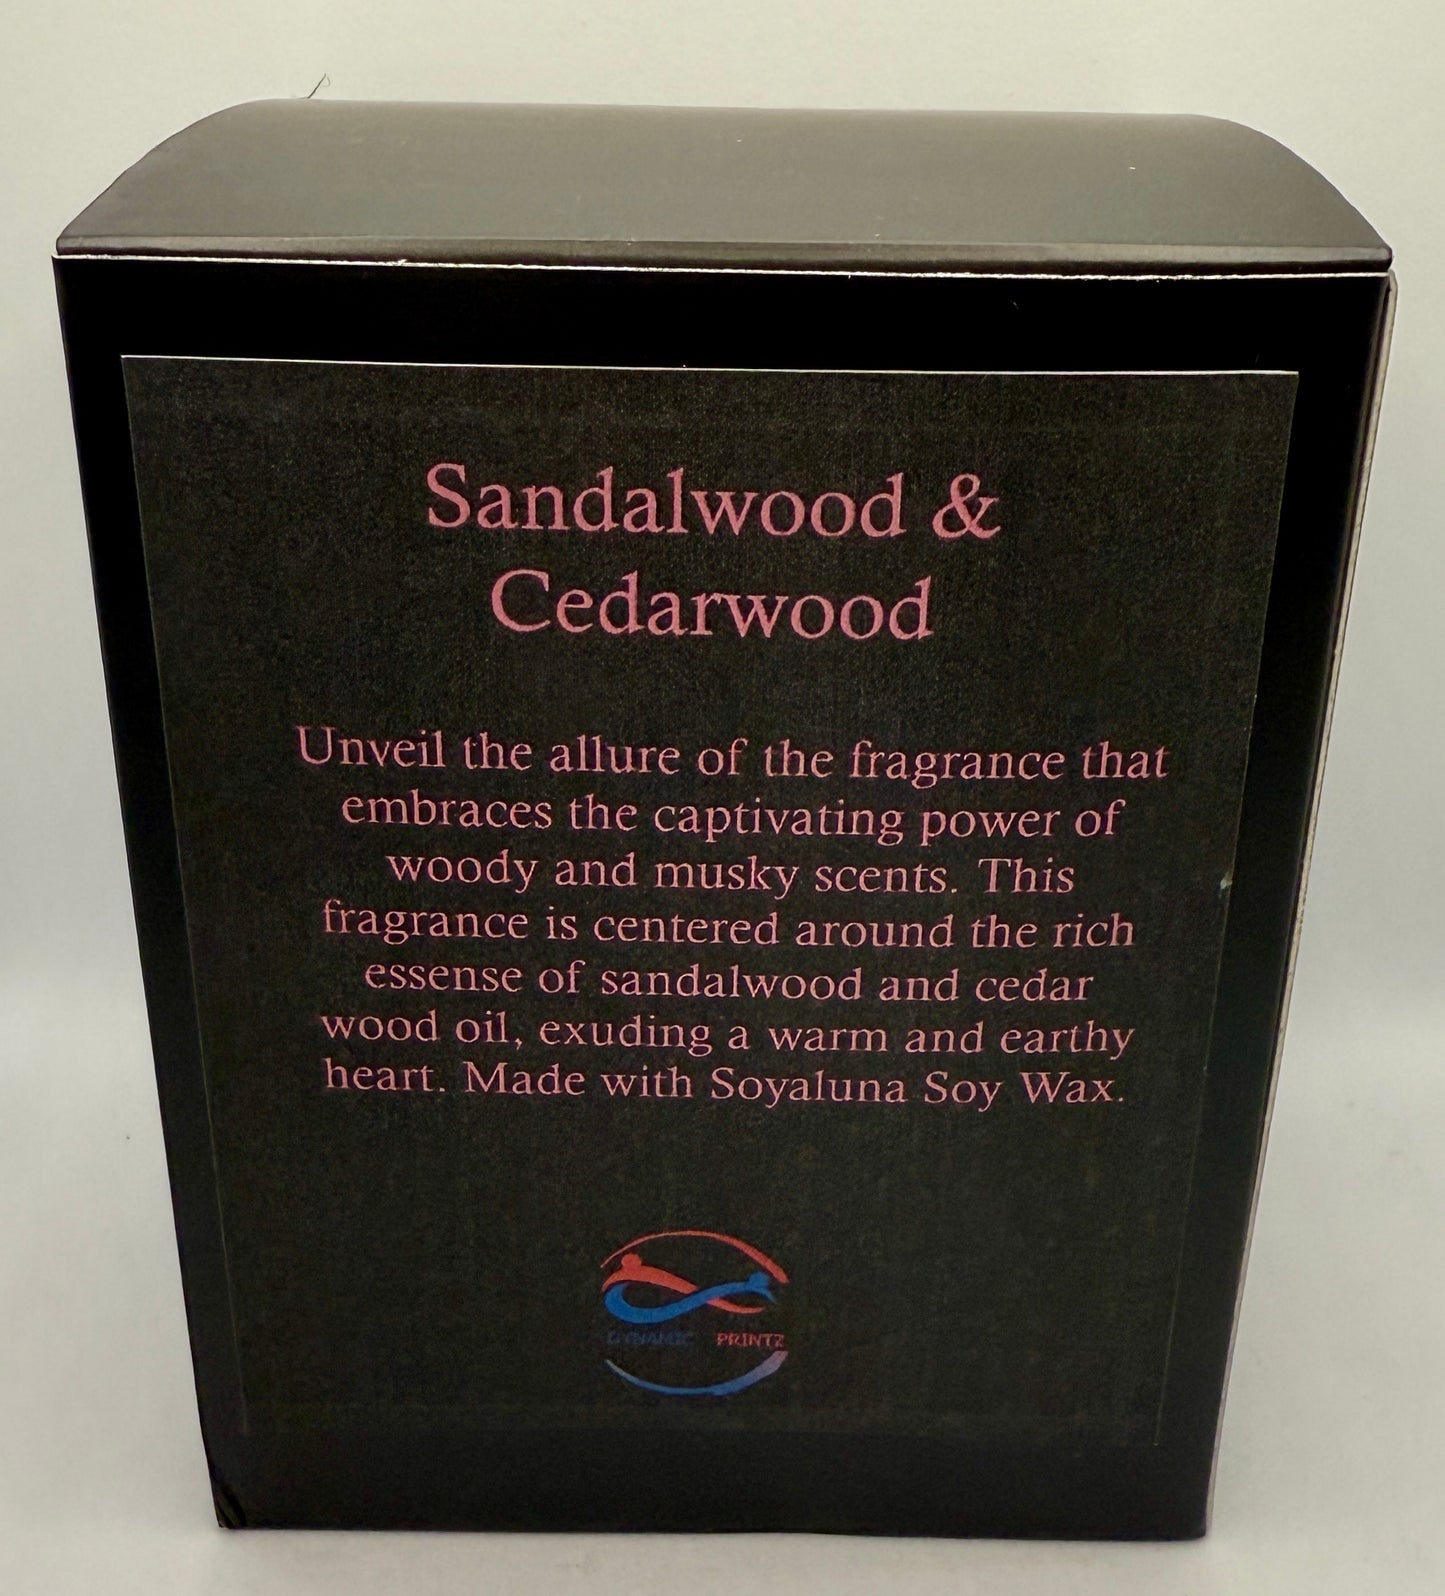 Sandalwood &
Cedarwood
Unveil the allure of the fragrance that
embraces the captivating power of
woody and musky scents. This
fragrance is centered around the rich
essense of sandalwood and cedar
wood oil, exuding a warm and earthy
heart. Made with Soyaluna Soy Wax.
DYNAMIC PRINTZ